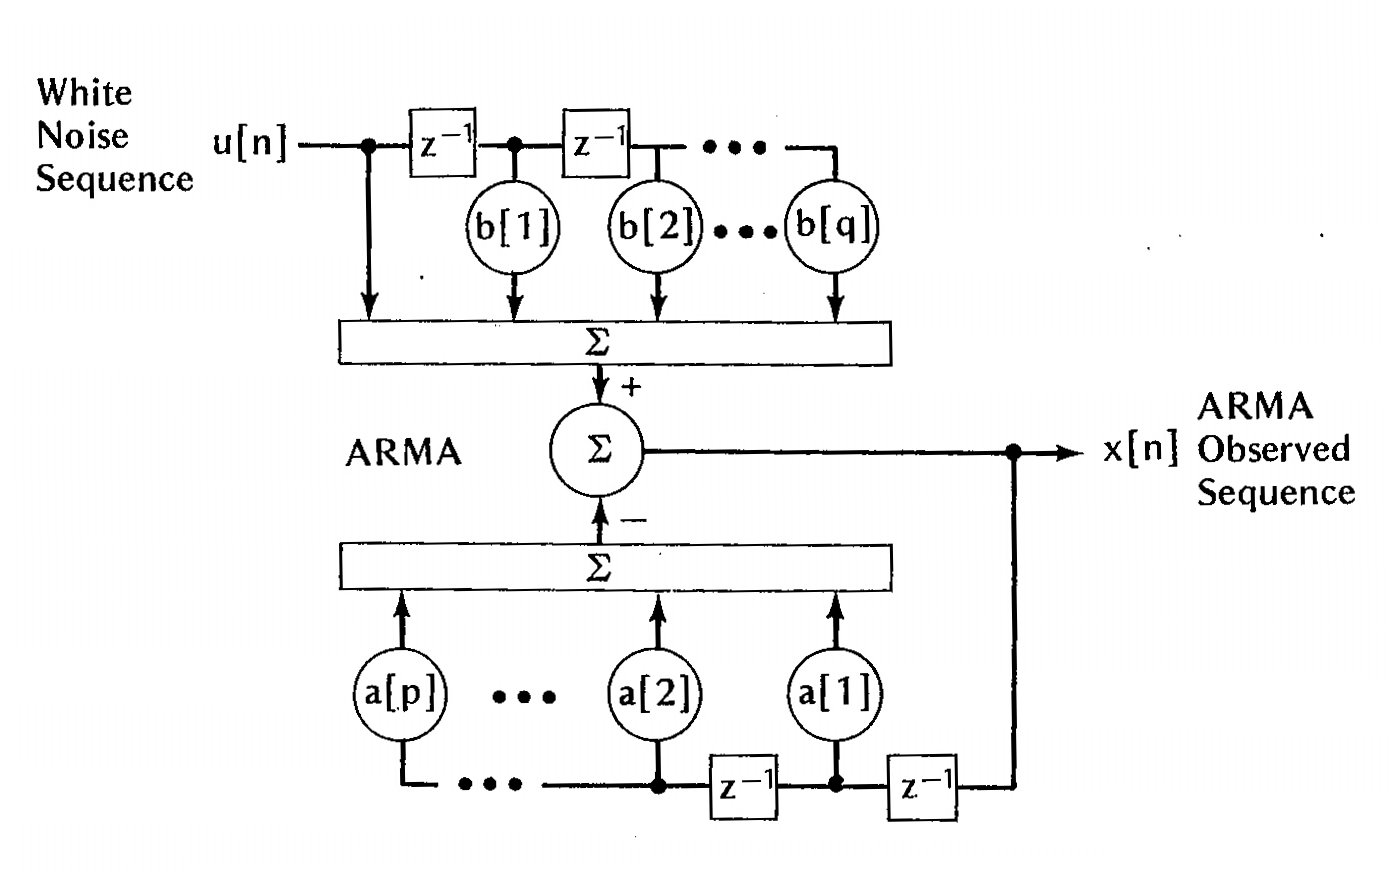 White
Noise
Sequence
u[n]
z⁻¹
z⁻¹
b[1]
b[2]
b[q]
Σ
+
ARMA
Σ
x[n]
ARMA
Observed
Sequence
−
Σ
a[p]
a[2]
a[1]
z⁻¹
z⁻¹